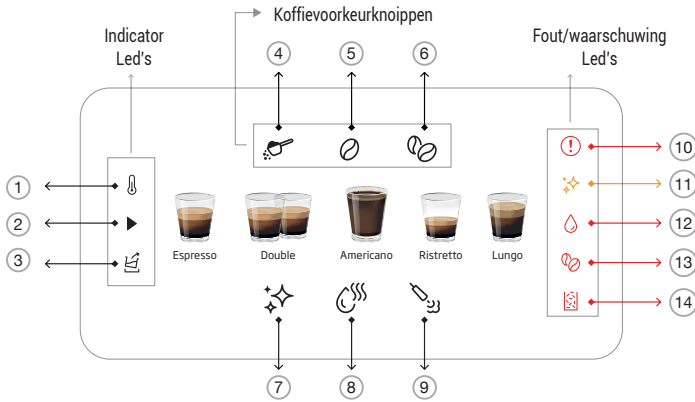 Koffievoorkeurknoippen
Indicator
Led's
Fout/waarschuwing
Led's
4
5
6
1
2
3
10
11
12
13
14
Espresso
Double
Americano
Ristretto
Lungo
7
8
9